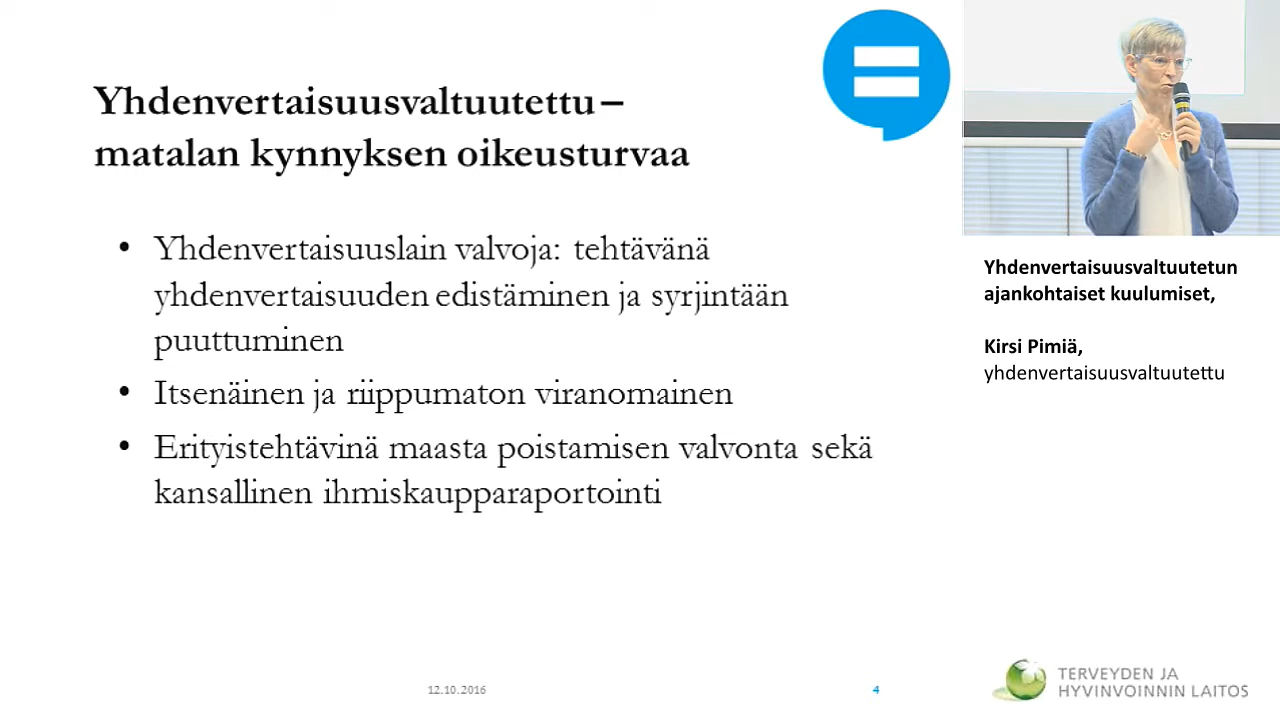 Yhdenvertaisuusvaltuutettu –
matalan kynnyksen oikeusturvaa
• Yhdenvertaisuuslain valvoja: tehtävänä
yhdenvertaisuuden edistäminen ja syrjintään
puuttuminen
• Itsenäinen ja riippumaton viranomainen
• Erityistehtävinä maasta poistamisen valvonta sekä
kansallinen ihmiskaupparaportointi
12.10.2016
4
Yhdenvertaisuusvaltuutetun
ajankohtaiset kuulumiset,
Kirsi Pimiä,
yhdenvertaisuusvaltuutettu
TERVEYDEN JA
HYVINVOINNIN LAITOS